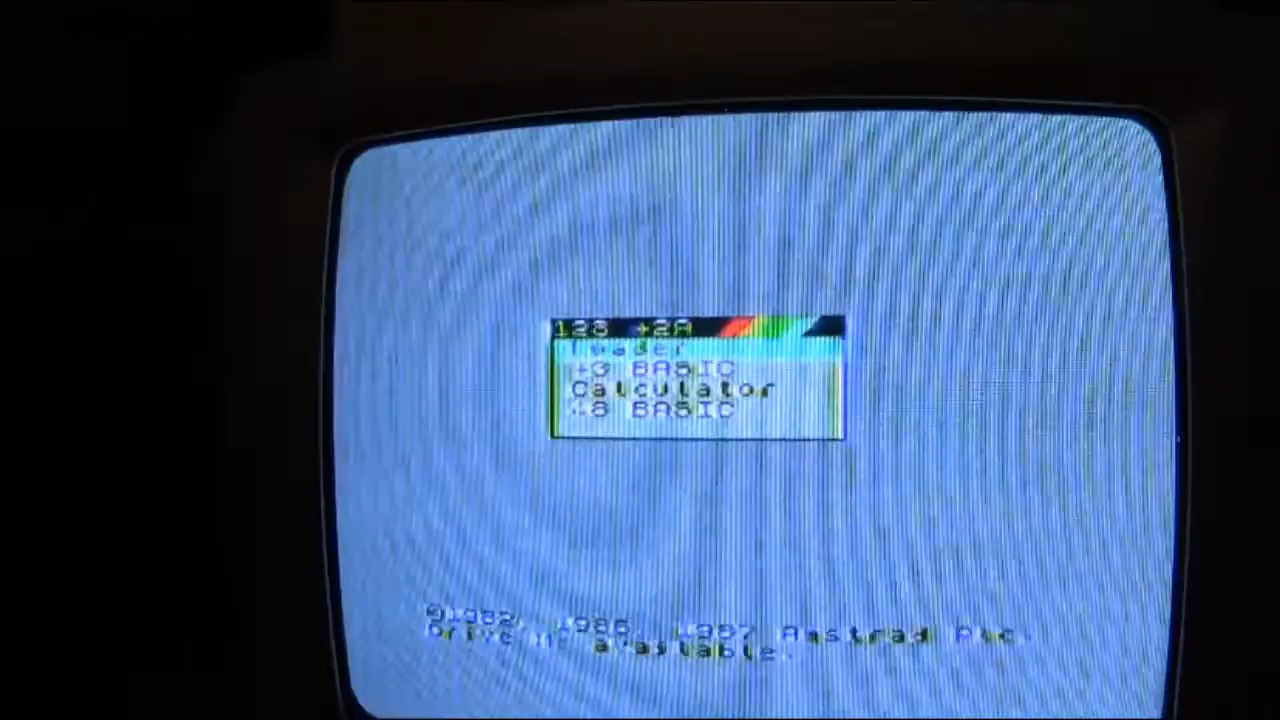 128 +2A
Loader
+3 BASIC
Calculator
48 BASIC
©1982, 1986, 1987 Amstrad Plc.
Drive M: available.